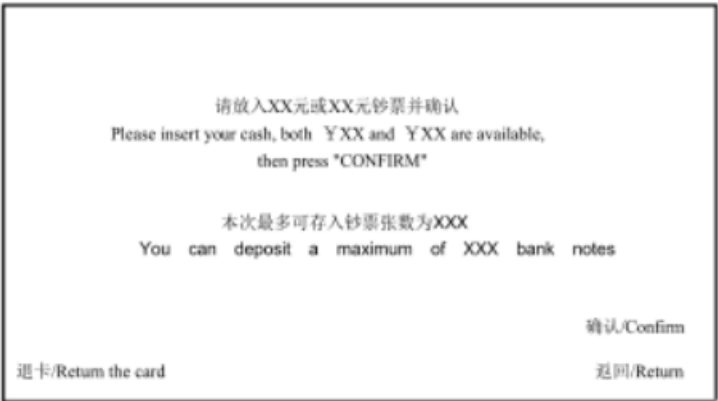 请放入XX元或XX元钞票并确认
Please insert your cash, both ￥XX and ￥XX are available,
then press "CONFIRM"
本次最多可存入钞票张数为XXX
You can deposit a maximum of XXX bank notes
确认/Confirm
退卡/Return the card
返回/Return